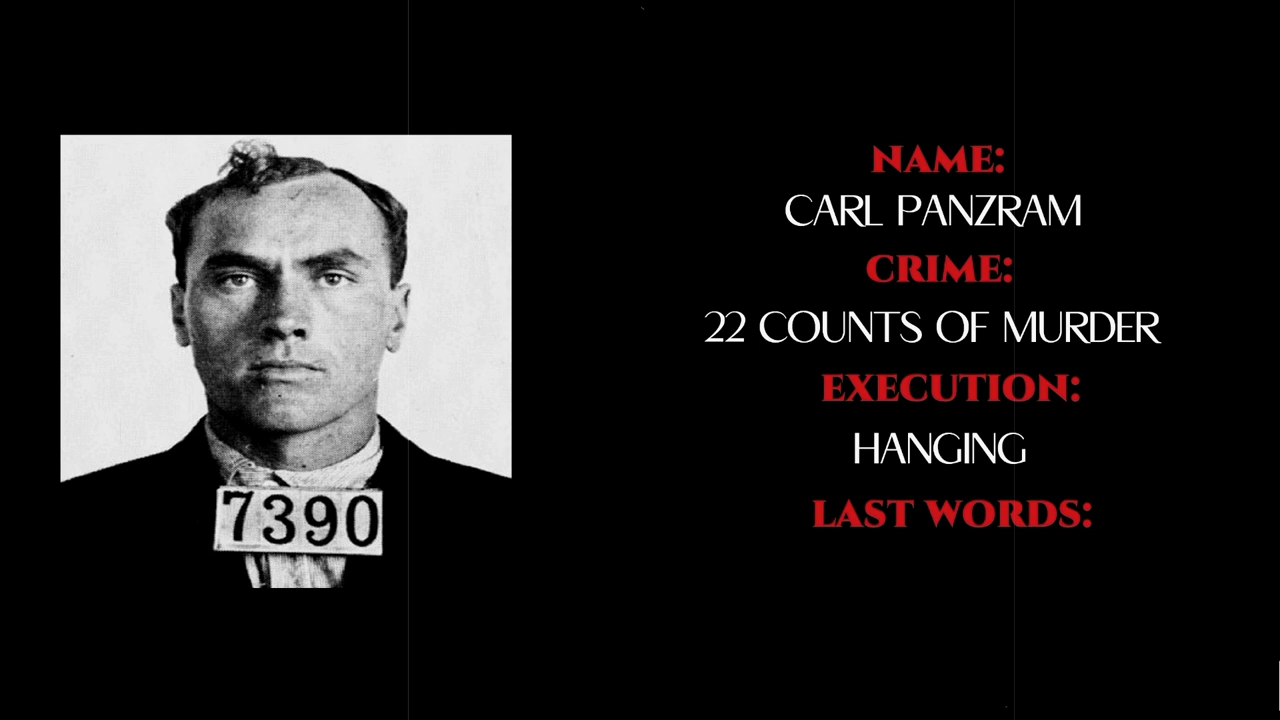 7390
NAME:
CARL PANZRAM
CRIME:
22 COUNTS OF MURDER
EXECUTION:
HANGING
LAST WORDS: